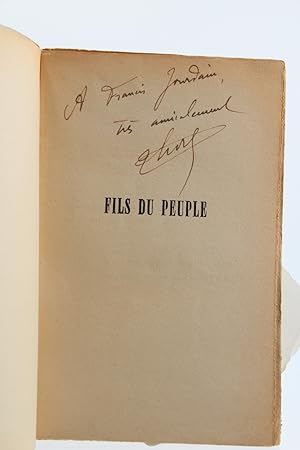 A Francis Jourdain,
très amicalement
FILS DU PEUPLE